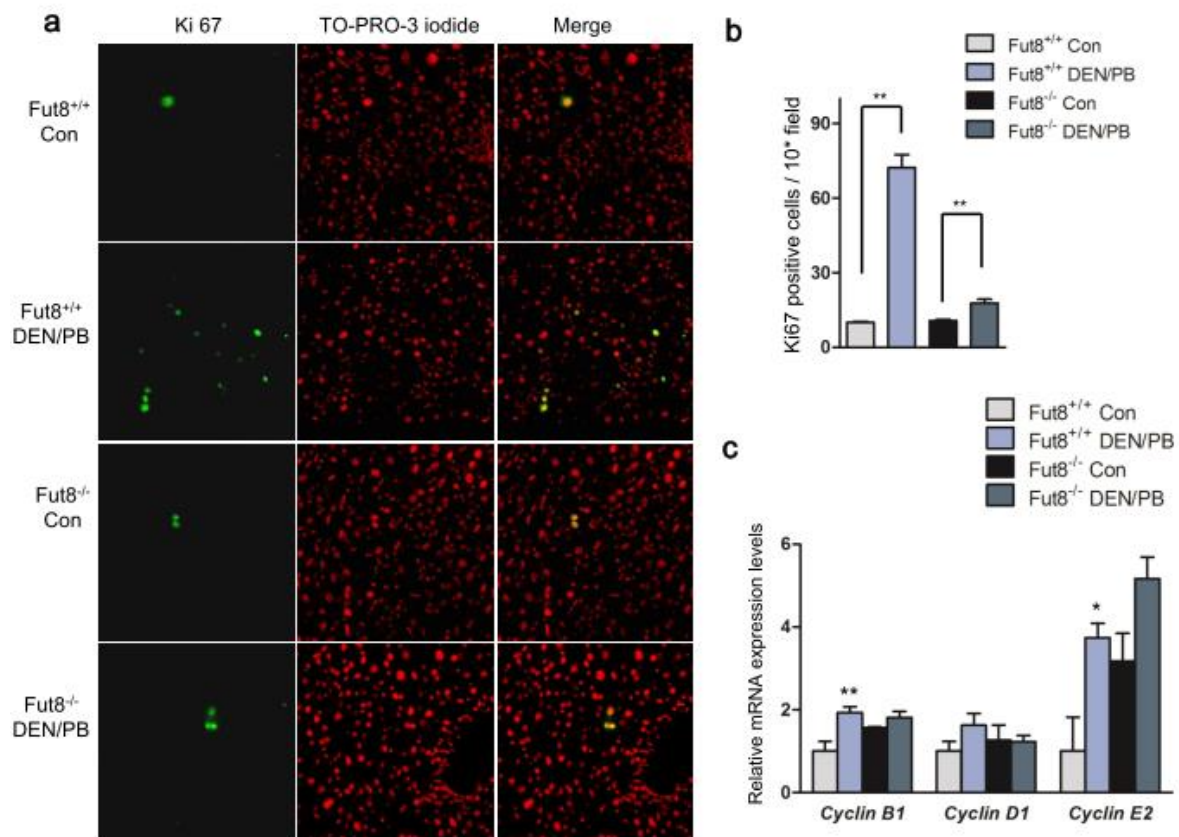 a
Ki 67 TO-PRO-3 iodide Merge
Fut8+/+
Con
Fut8+/+
DEN/PB
Fut8-/-
Con
Fut8-/-
DEN/PB
b
Fut8+/+ Con
Fut8+/+ DEN/PB
Fut8-/- Con
Fut8-/- DEN/PB
Ki67 positive cells / 10* field
90
60
30
0
**
**
c
Fut8+/+ Con
Fut8+/+ DEN/PB
Fut8-/- Con
Fut8-/- DEN/PB
Relative mRNA expression levels
6
4
2
0
**
*
Cyclin B1 Cyclin D1 Cyclin E2